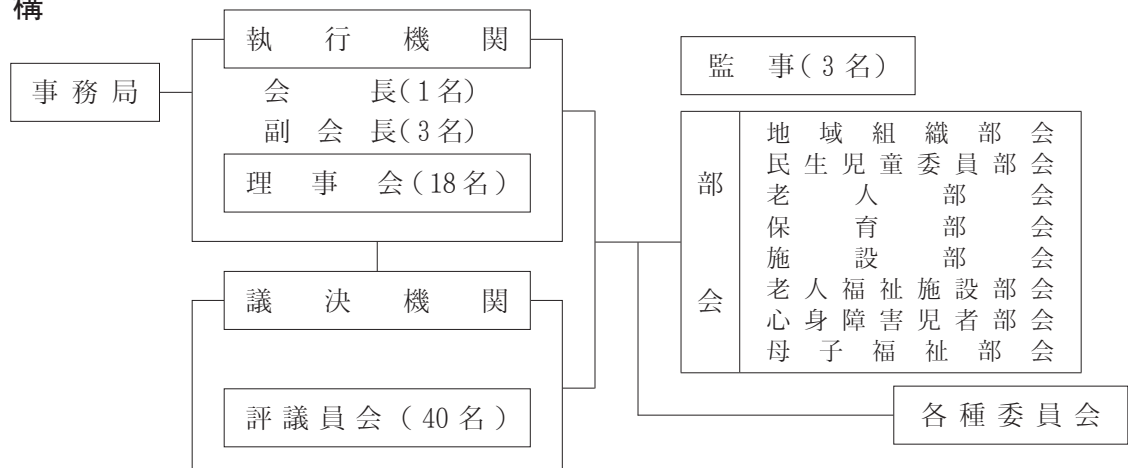 構
事務局
執行機関
会長(1名)
副会長(3名)
理事会(18名)
議決機関
評議員会(40名)
監事(3名)
部会
地域組織部会
民生児童委員部会
老人部会
保育部会
施設部会
老人福祉施設部会
心身障害児者部会
母子福祉部会
各種委員会